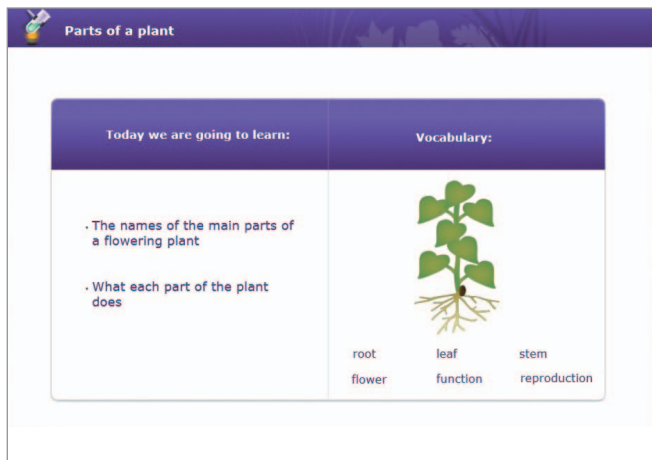 Parts of a plant
Today we are going to learn:
Vocabulary:
· The names of the main parts of
a flowering plant
· What each part of the plant
does
root leaf stem
flower function reproduction